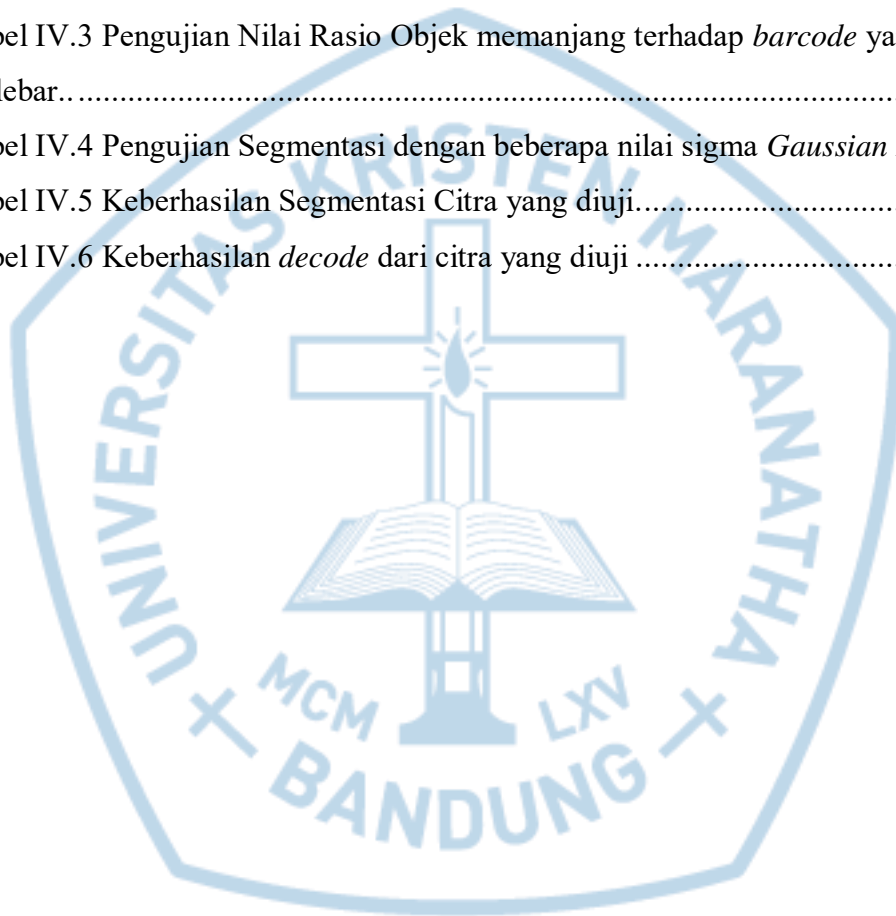 bel IV.3 Pengujian Nilai Rasio Objek memanjang terhadap barcode ya
lebar.. ........................................................................................................
bel IV.4 Pengujian Segmentasi dengan beberapa nilai sigma Gaussian
bel IV.5 Keberhasilan Segmentasi Citra yang diuji.................................
bel IV.6 Keberhasilan decode dari citra yang diuji .................................
UNIVERSITAS KRISTEN MARANATHA
MCM LXV
BANDUNG